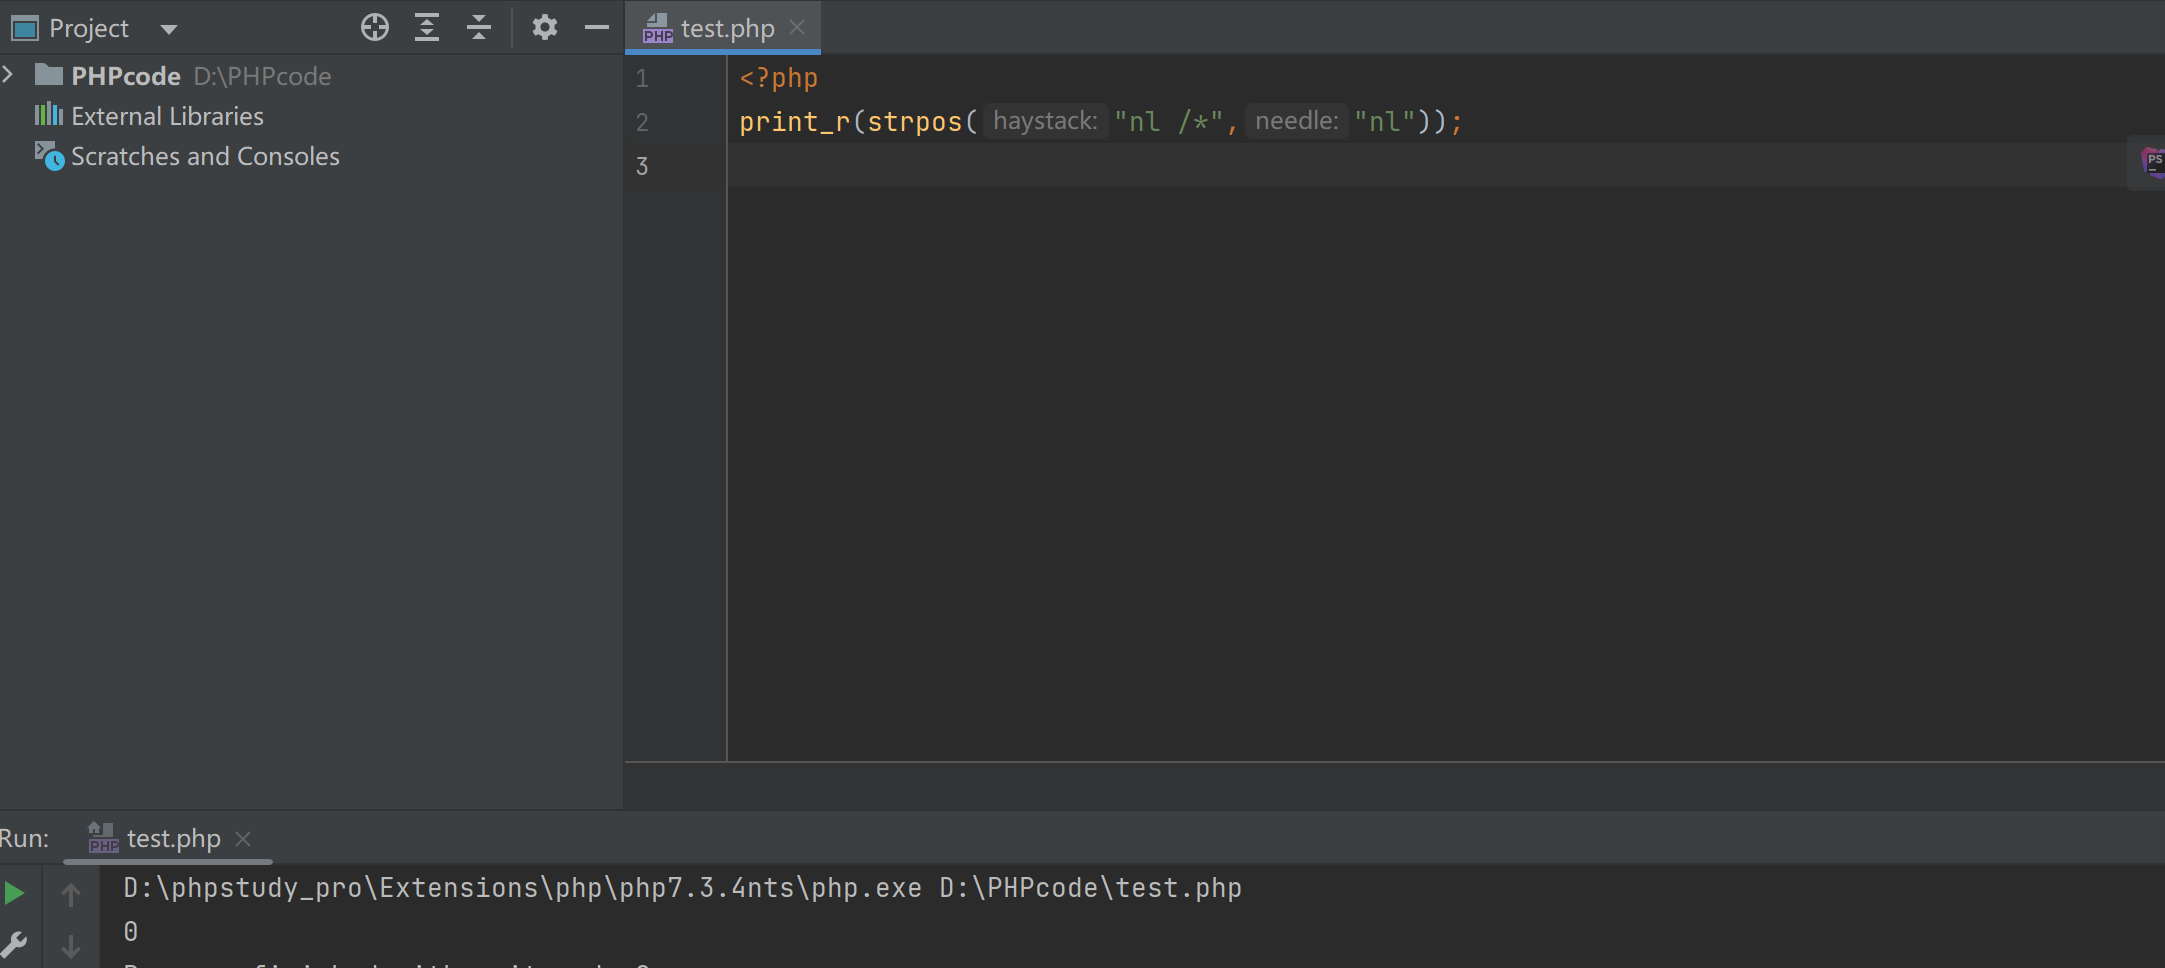 Project
test.php
PHPcode D:\PHPcode
External Libraries
Scratches and Consoles
1 <?php
2 print_r(strpos( haystack: "nl /*", needle: "nl"));
3
PS
Run: test.php
D:\phpstudy_pro\Extensions\php\php7.3.4nts\php.exe D:\PHPcode\test.php
0